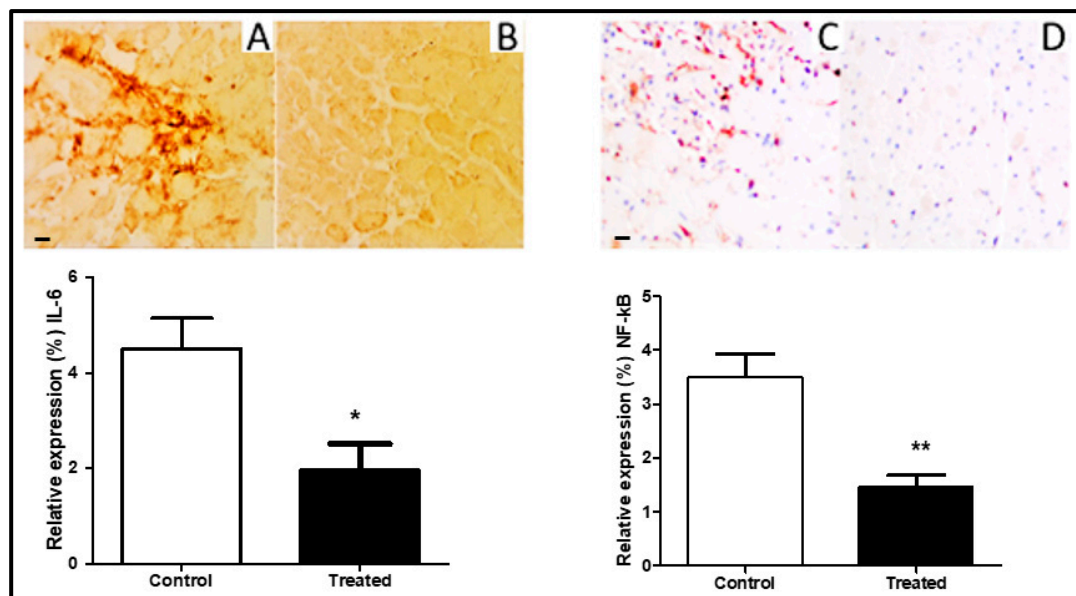 A
B
C
D
Relative expression (%) IL-6
6
4
2
0
*
Control
Treated
Relative expression (%) NF-kB
5
4
3
2
1
0
**
Control
Treated